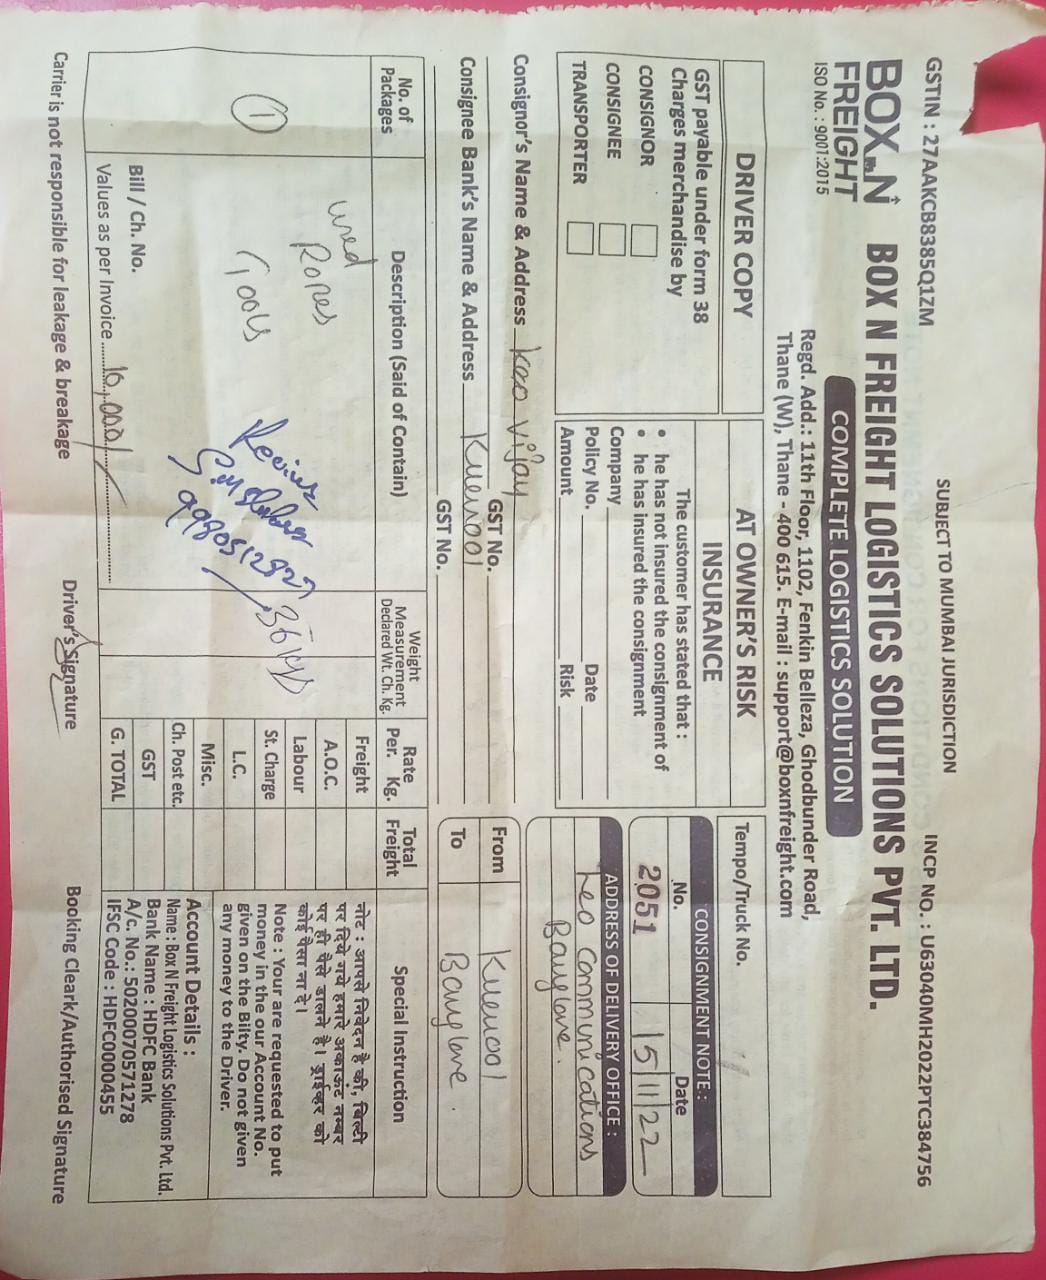 GSTIN : 27AAKCB8385Q1ZM
SUBJECT TO MUMBAI JURISDICTION
INCP NO. : U63040MH2022PTC384756
BOX N FREIGHT
ISO No. : 9001:2015
BOX N FREIGHT LOGISTICS SOLUTIONS PVT. LTD.
COMPLETE LOGISTICS SOLUTION
Regd. Add.: 11th Floor, 1102, Fenkin Belleza, Ghodbunder Road,
Thane (W), Thane - 400 615. E-mail : support@boxnfreight.com
DRIVER COPY
GST payable under form 38
Charges merchandise by
CONSIGNOR
CONSIGNEE
TRANSPORTER
AT OWNER'S RISK
INSURANCE
The customer has stated that :
• he has not insured the consignment of
• he has insured the consignment
Company
Policy No. Date
Amount Risk
Tempo/Truck No.
CONSIGNMENT NOTE :
No. Date
2051 15/11/22
ADDRESS OF DELIVERY OFFICE :
Leo communications
Banglore.
Consignor's Name & Address Keo Vijay
GST No.
Consignee Bank's Name & Address Kurnool
GST No.
From Kurnool
To Banglore.
No. of Packages
Description (Said of Contain)
Weight Measurement Declared Wt. Ch. Kg.
Rate Per. Kg.
Total Freight
Special Instruction
1
used
Ropes
Tools
36 kgs
9980512827
Bill / Ch. No.
Values as per Invoice 10,000/
Freight
A.O.C.
Labour
St. Charge
L.C.
Misc.
Ch. Post etc.
GST
G. TOTAL
नोट : आपसे निवेदन है की, बिल्टी
पर दिये गये हमारे अकाऊंट नम्बर
पर ही पैसे डालने है। ड्राईव्हर को
कोई पैसा ना दे।
Note : Your are requested to put
money in the our Account No.
given on the Bilty. Do not given
any money to the Driver.
Account Details :
Name : Box N Freight Logistics Solutions Pvt. Ltd.
Bank Name : HDFC Bank
A/c. No.: 50200070571278
IFSC Code : HDFC0000455
Carrier is not responsible for leakage & breakage
Driver's Signature
Booking Cleark/Authorised Signature